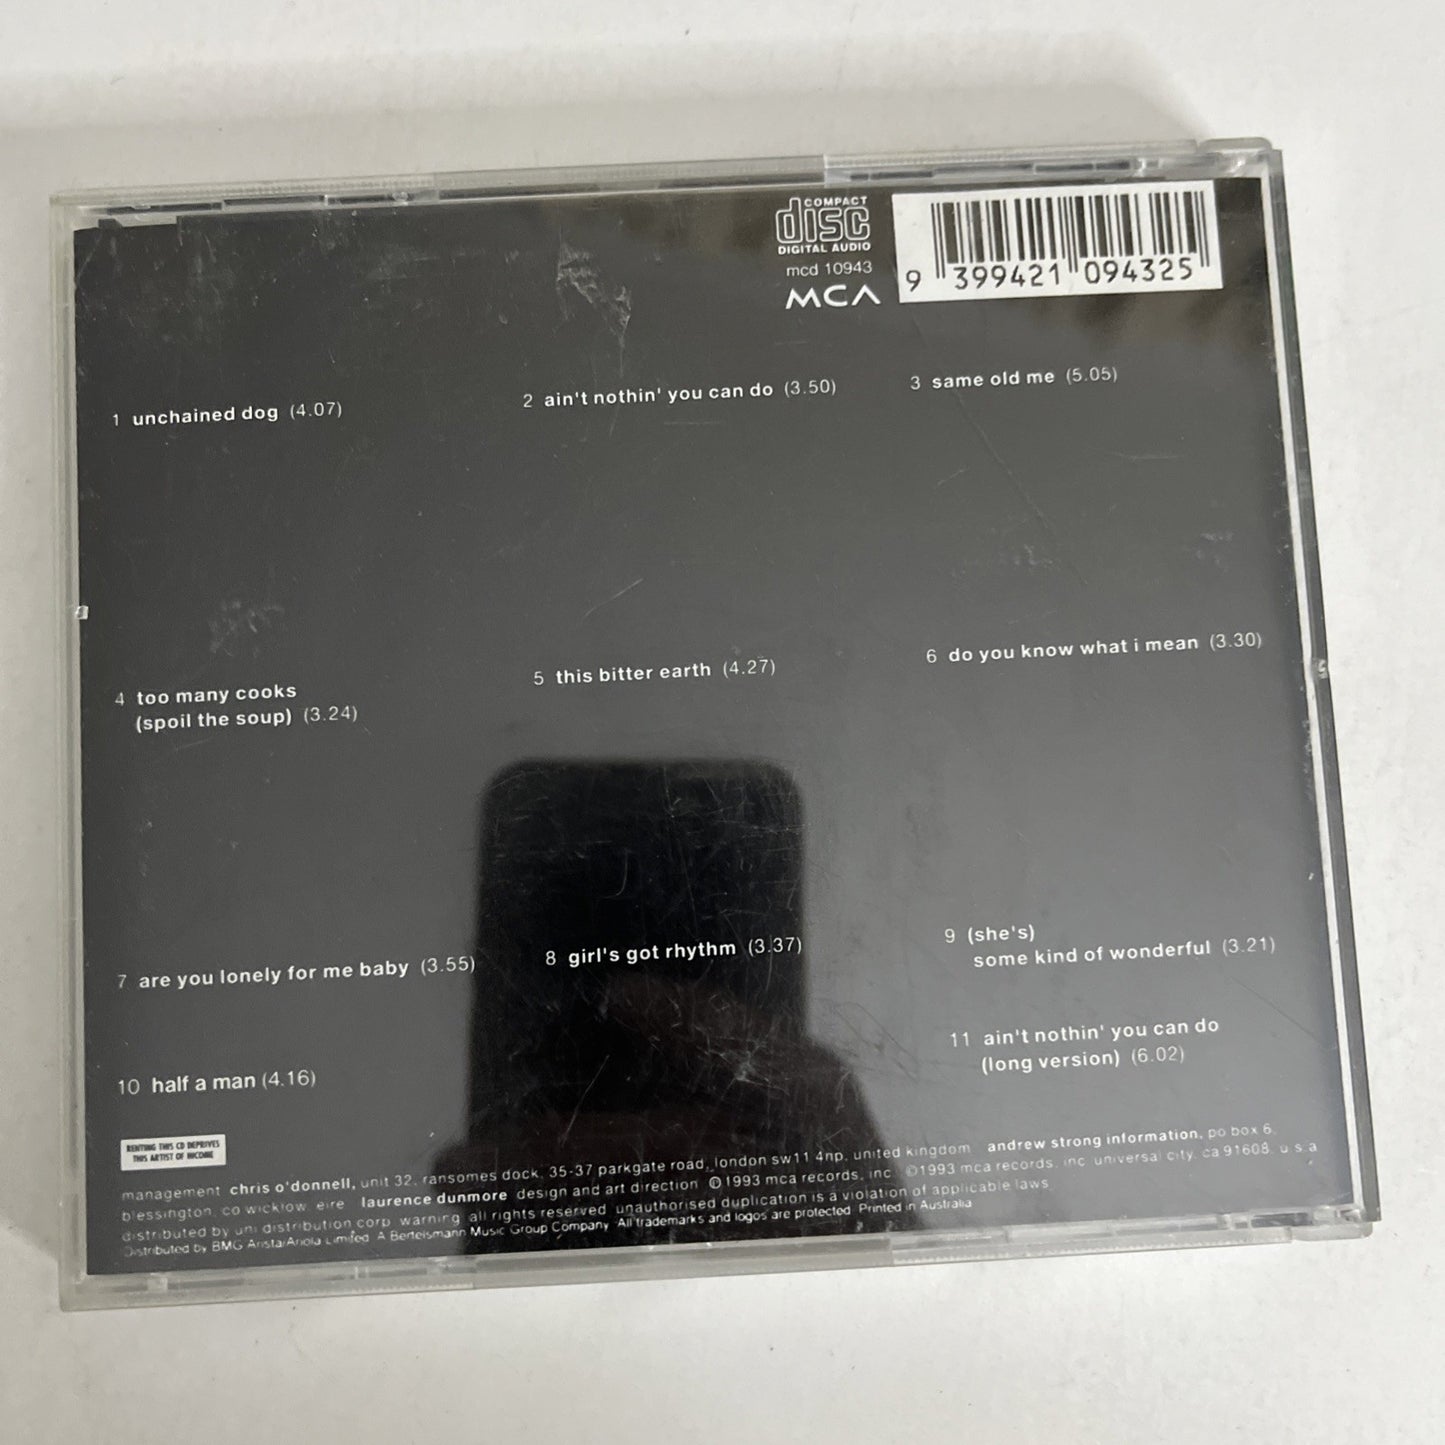 COMPACT
disc
DIGITAL AUDIO
mcd 10943
MCA
9 399421 094325
1 unchained dog (4.07)
2 ain't nothin' you can do (3.50)
3 same old me (5.05)
4 too many cooks
(spoil the soup) (3.24)
5 this bitter earth (4.27)
6 do you know what i mean (3.30)
7 are you lonely for me baby (3.55)
8 girl's got rhythm (3.37)
9 (she's)
some kind of wonderful (3.21)
10 half a man (4.16)
11 ain't nothin' you can do
(long version) (6.02)
RENTING THIS CD DEPRIVES
THIS ARTIST OF INCOME
management chris o'donnell, unit 32, ransomes dock, 35-37 parkgate road, london sw11 4np, united kingdom andrew strong information, po box 6,
blessington, co wicklow, eire laurence dunmore design and art direction ℗1993 mca records, inc. ©1993 mca records, inc. universal city, ca 91608, u.s.a
distributed by uni distribution corp. warning all rights reserved. unauthorised duplication is a violation of applicable laws.
Distributed by BMG Arista/Ariola Limited. A Bertelsmann Music Group Company. All trademarks and logos are protected. Printed in Australia